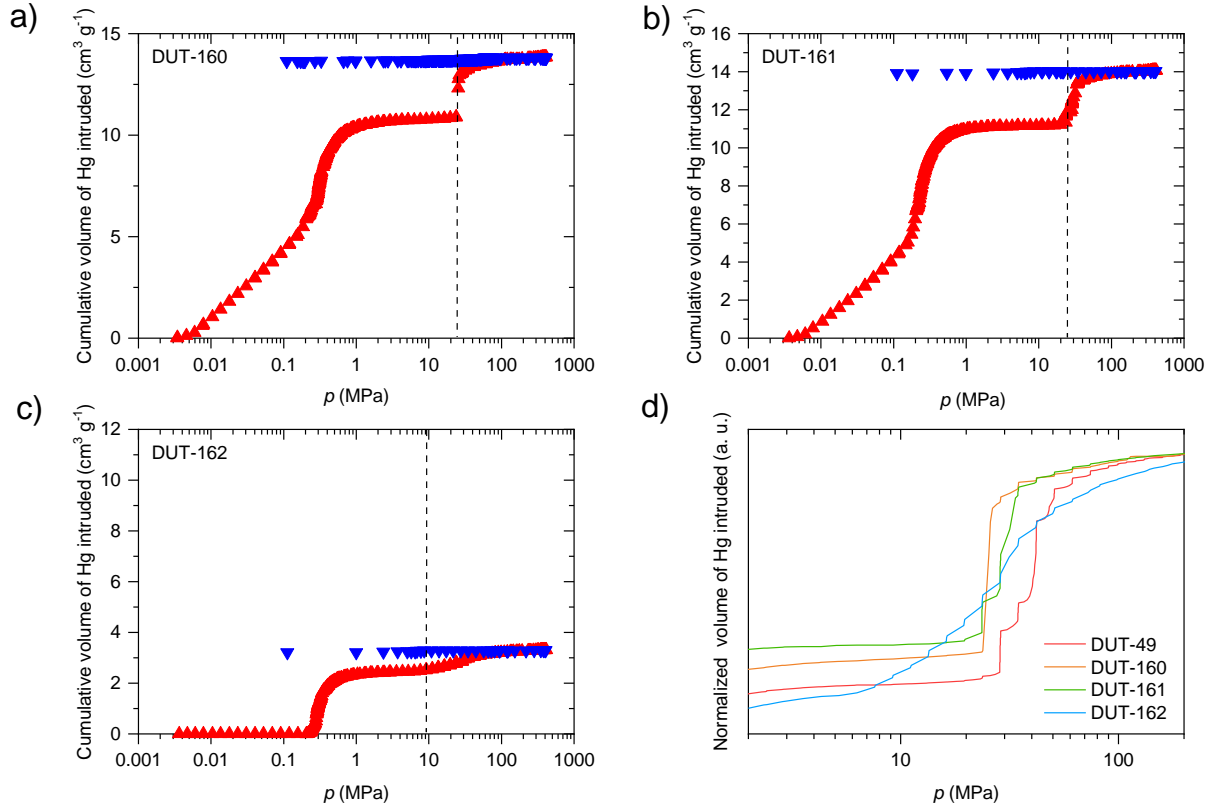 a)
DUT-160
Cumulative volume of Hg intruded (cm³ g⁻¹)
15
10
5
0
0.001 0.01 0.1 1 10 100 1000
p (MPa)
b)
DUT-161
Cumulative volume of Hg intruded (cm³ g⁻¹)
16
14
12
10
8
6
4
2
0
0.001 0.01 0.1 1 10 100 1000
p (MPa)
c)
DUT-162
Cumulative volume of Hg intruded (cm³ g⁻¹)
12
10
8
6
4
2
0
0.001 0.01 0.1 1 10 100 1000
p (MPa)
d)
Normalized volume of Hg intruded (a. u.)
DUT-49
DUT-160
DUT-161
DUT-162
10 100
p (MPa)